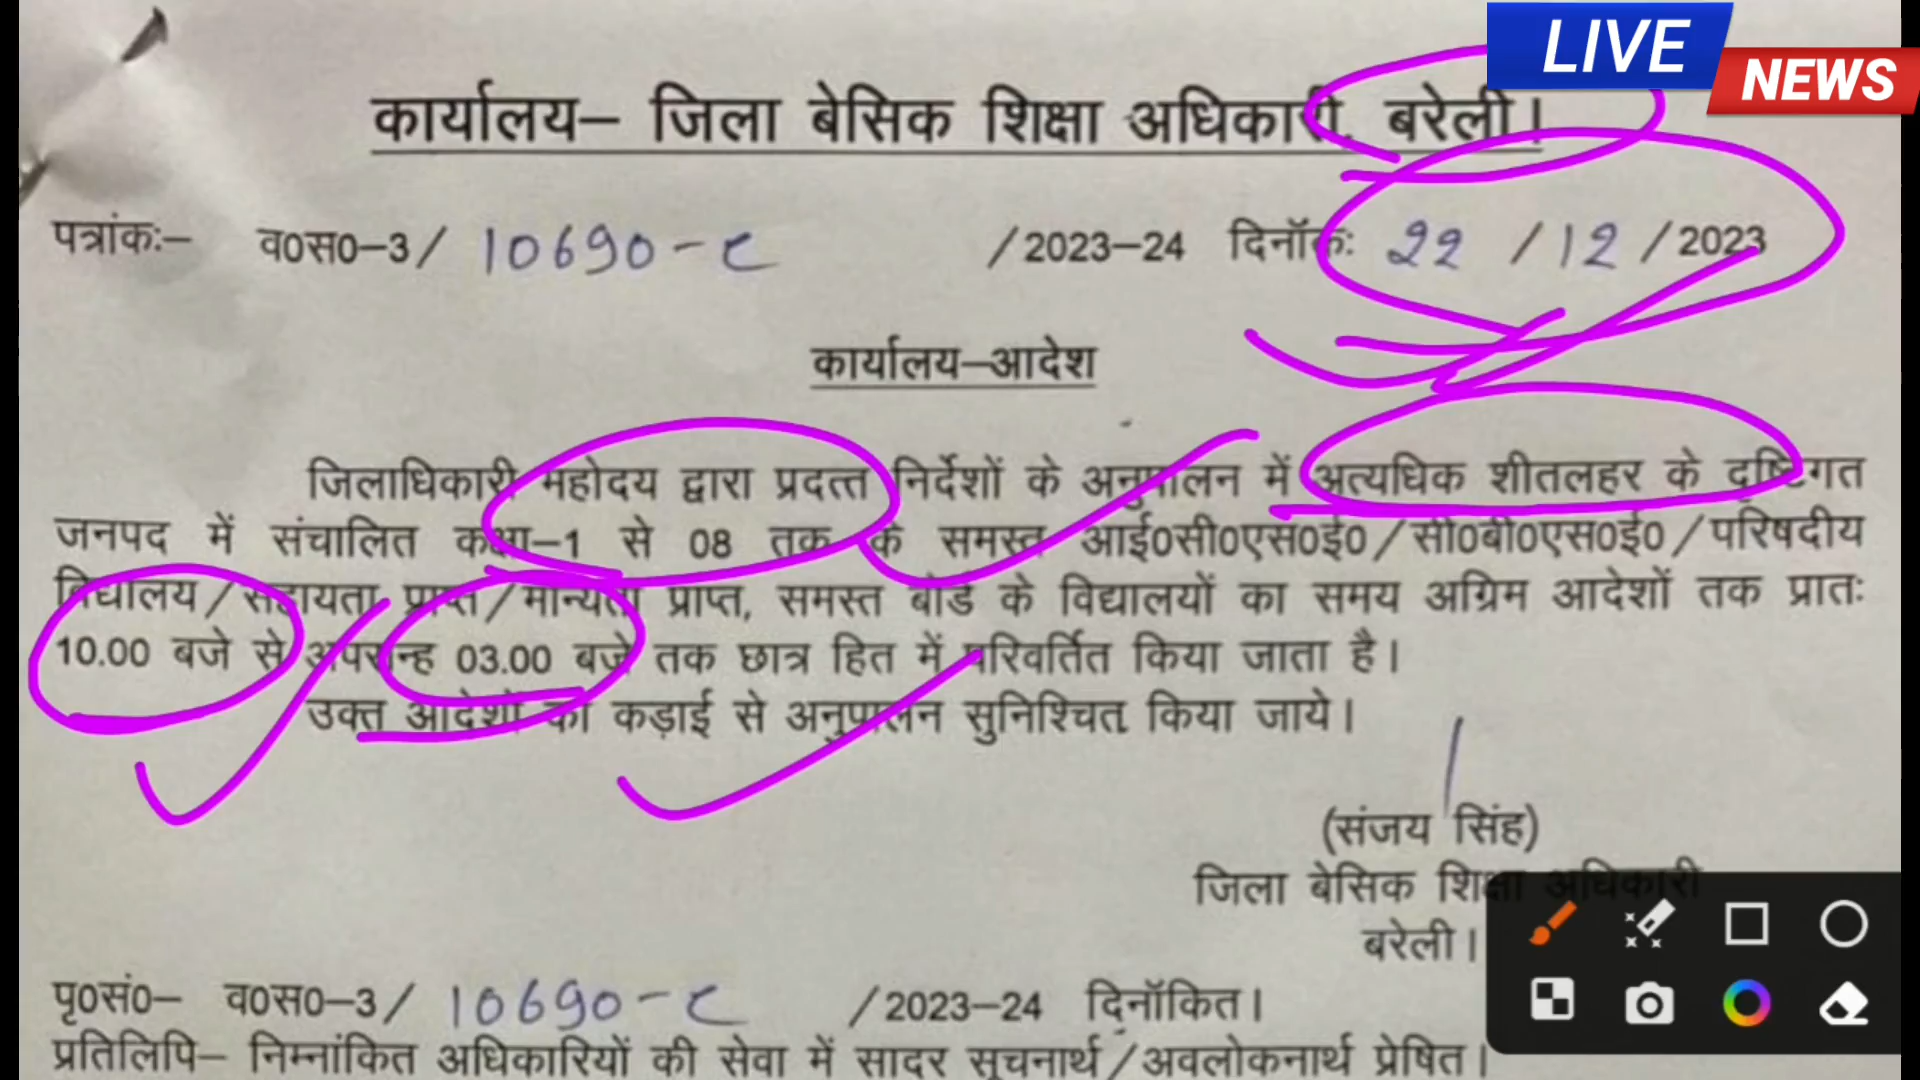 LIVE
NEWS
कार्यालय– जिला बेसिक शिक्षा अधिकारी, बरेली।
पत्रांकः– व0स0–3/ 10690-c /2023–24 दिनॉकः 22 /12 /2023
कार्यालय–आदेश
जिलाधिकारी महोदय द्वारा प्रदत्त निर्देशों के अनुपालन में अत्यधिक शीतलहर के दृष्टिगत
जनपद में संचालित कक्षा–1 से 08 तक के समस्त आई0सी0एस0ई0/सी0बी0एस0ई0/परिषदीय
विद्यालय/सहायता प्राप्त/मान्यता प्राप्त, समस्त बोर्ड के विद्यालयों का समय अग्रिम आदेशों तक प्रातः
10.00 बजे से अपरान्ह 03.00 बजे तक छात्र हित में परिवर्तित किया जाता है।
उक्त आदेशों का कड़ाई से अनुपालन सुनिश्चित किया जाये।
(संजय सिंह)
जिला बेसिक शिक्षा अधिकारी
बरेली।
पृ0सं0– व0स0–3/ 10690-c /2023–24 दिनॉकित।
प्रतिलिपि– निम्नांकित अधिकारियों की सेवा में सादर सूचनार्थ/अवलोकनार्थ प्रेषित।